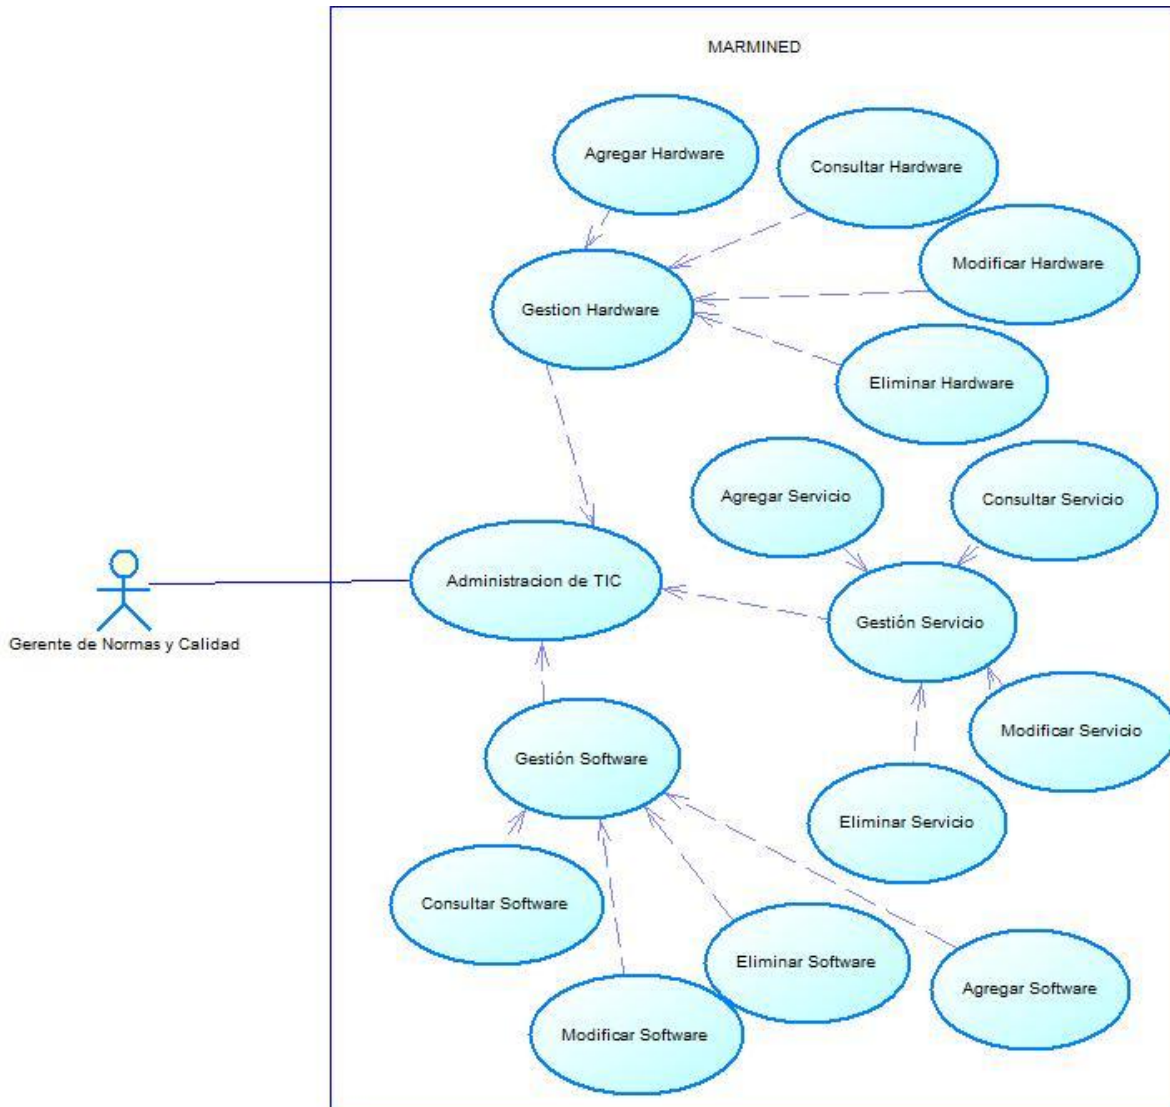 MARMINED
Agregar Hardware
Consultar Hardware
Modificar Hardware
Gestion Hardware
Eliminar Hardware
Agregar Servicio
Consultar Servicio
Administracion de TIC
Gestión Servicio
Gerente de Normas y Calidad
Modificar Servicio
Gestión Software
Eliminar Servicio
Consultar Software
Eliminar Software
Agregar Software
Modificar Software